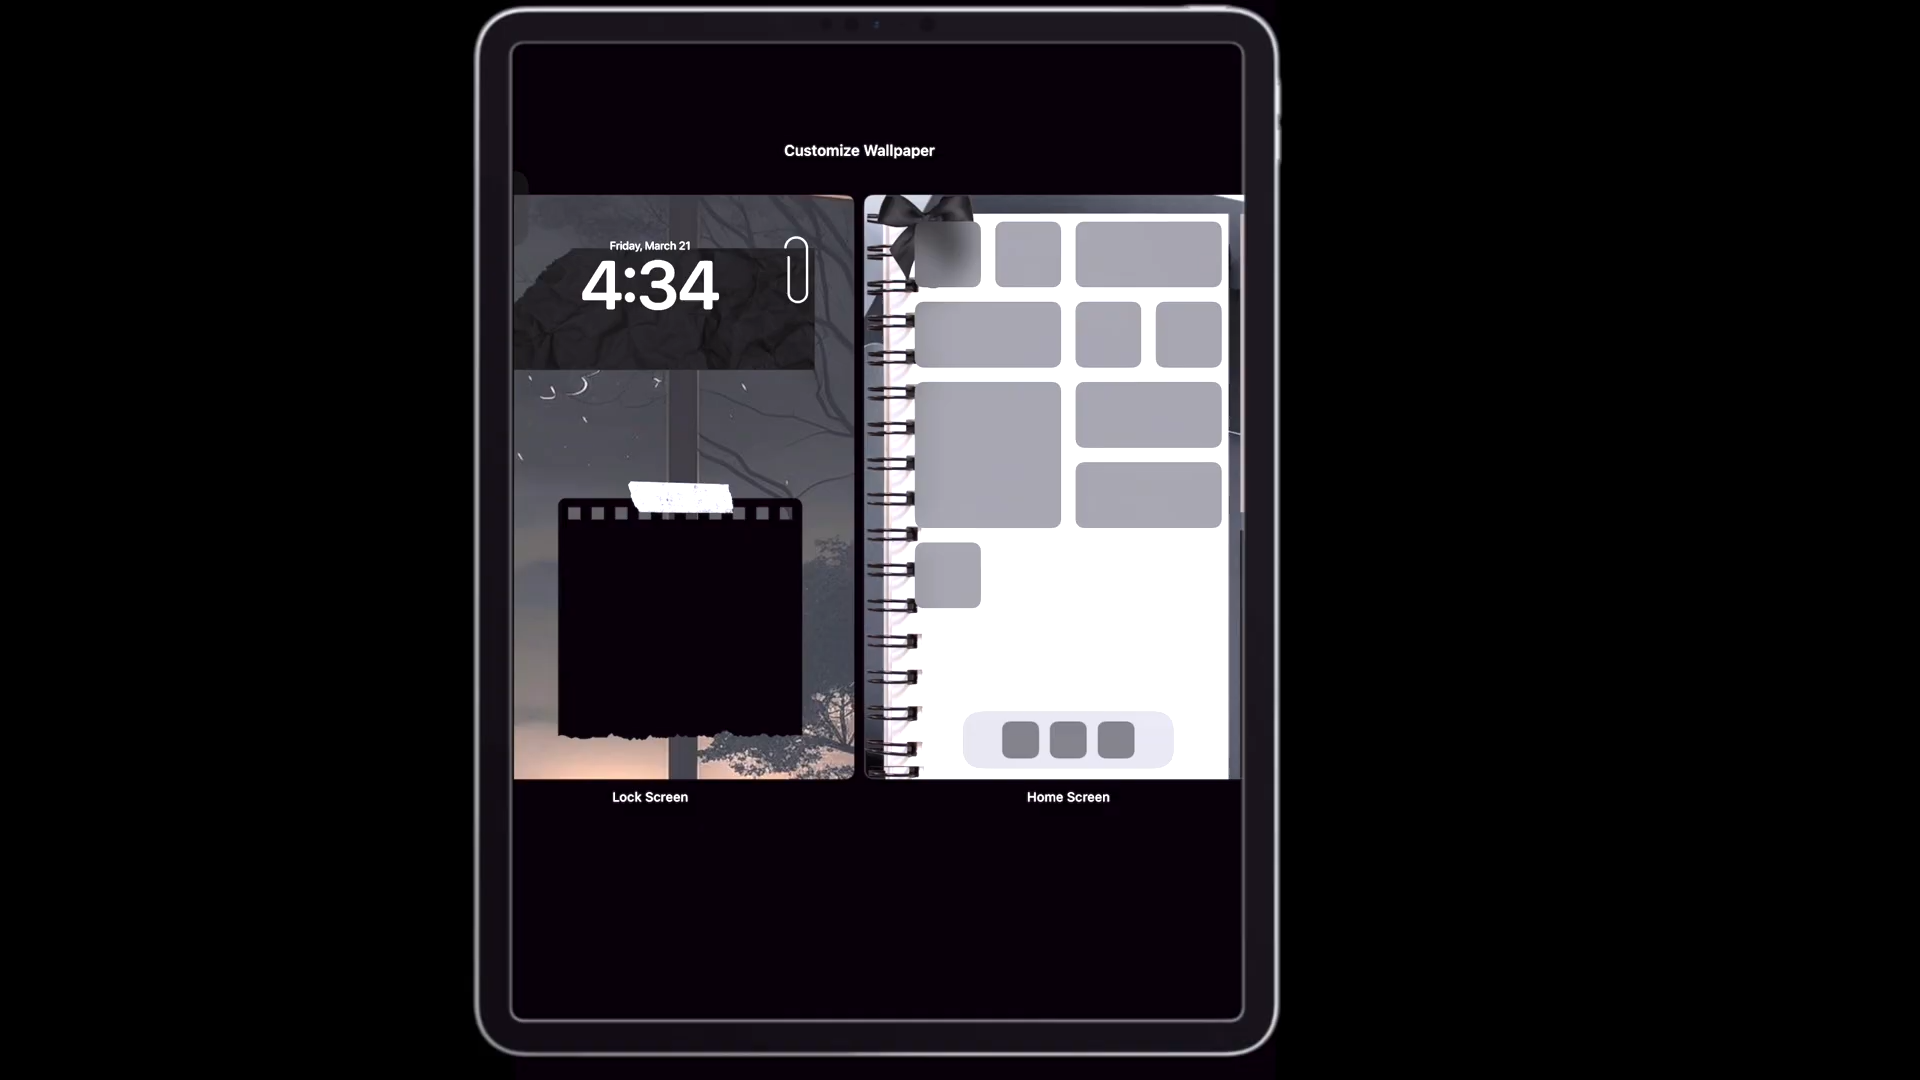 Customize Wallpaper
Friday, March 21
4:34
Lock Screen
Home Screen